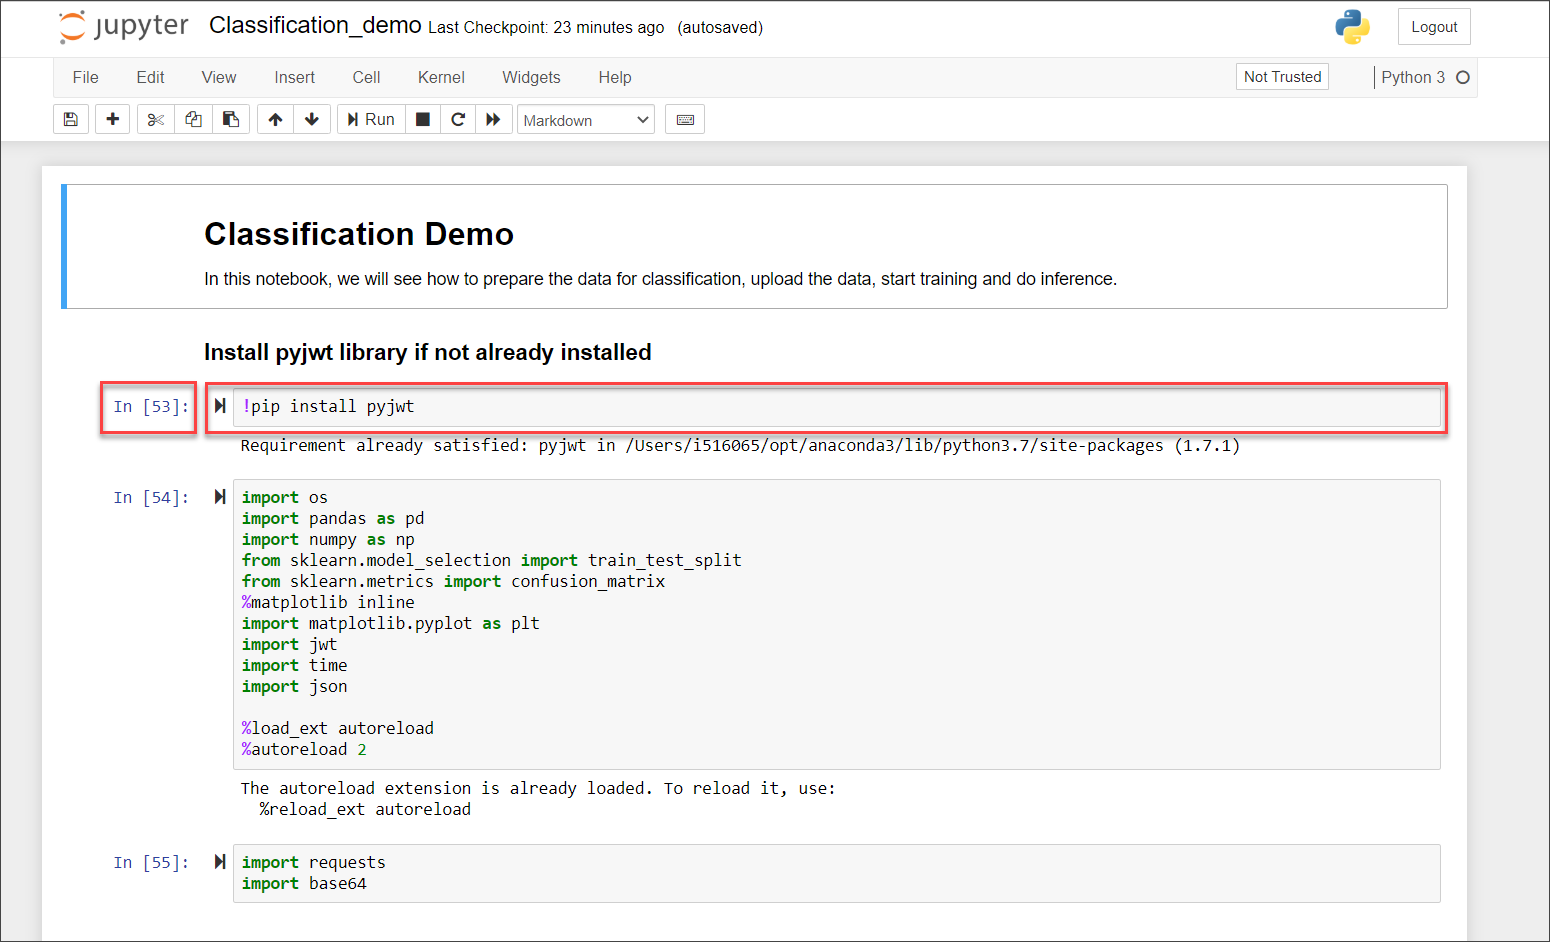 jupyter Classification_demo Last Checkpoint: 23 minutes ago (autosaved) Logout
File Edit View Insert Cell Kernel Widgets Help Not Trusted Python 3
Run Markdown
Classification Demo
In this notebook, we will see how to prepare the data for classification, upload the data, start training and do inference.
Install pyjwt library if not already installed
In [53]: !pip install pyjwt
Requirement already satisfied: pyjwt in /Users/i516065/opt/anaconda3/lib/python3.7/site-packages (1.7.1)
In [54]: import os
import pandas as pd
import numpy as np
from sklearn.model_selection import train_test_split
from sklearn.metrics import confusion_matrix
%matplotlib inline
import matplotlib.pyplot as plt
import jwt
import time
import json
%load_ext autoreload
%autoreload 2
The autoreload extension is already loaded. To reload it, use:
%reload_ext autoreload
In [55]: import requests
import base64